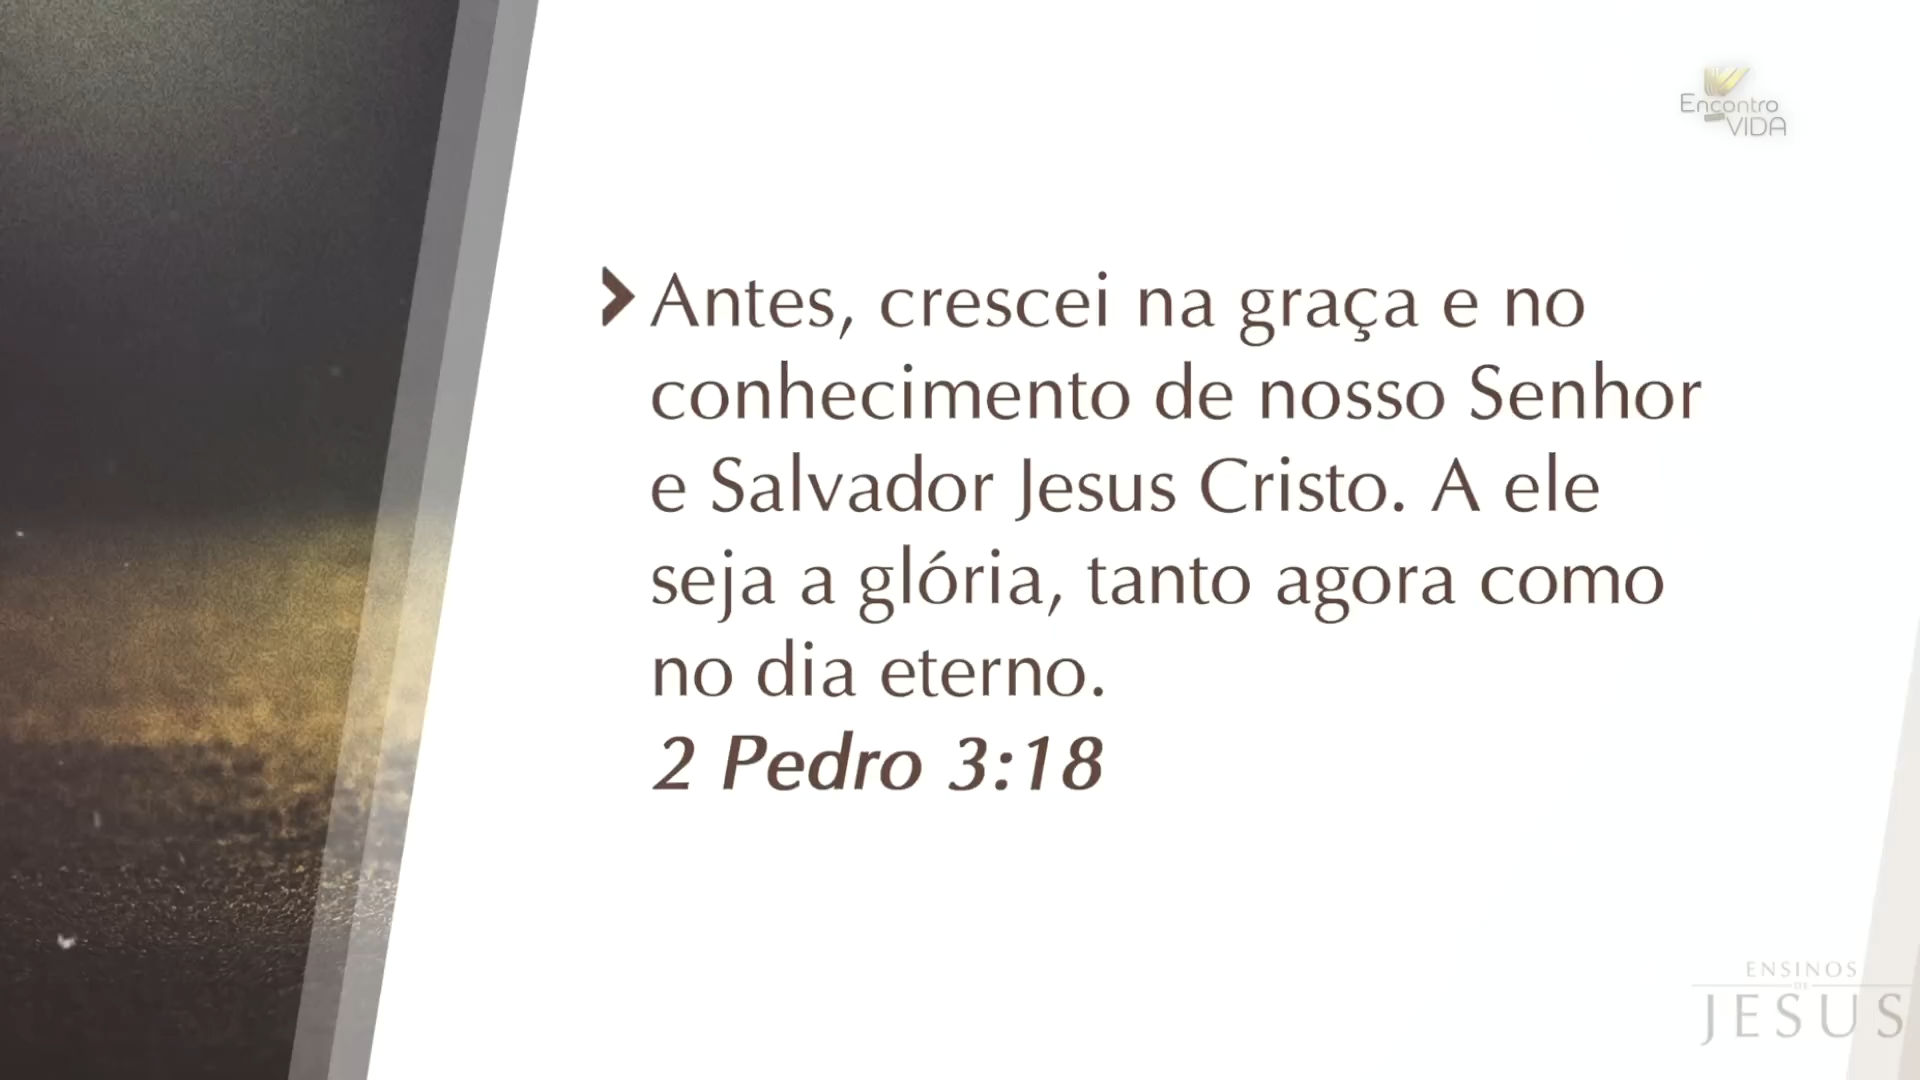 Encontro
VIDA
Antes, crescei na graça e no
conhecimento de nosso Senhor
e Salvador Jesus Cristo. A ele
seja a glória, tanto agora como
no dia eterno.
2 Pedro 3:18
ENSINOS
DE
JESUS